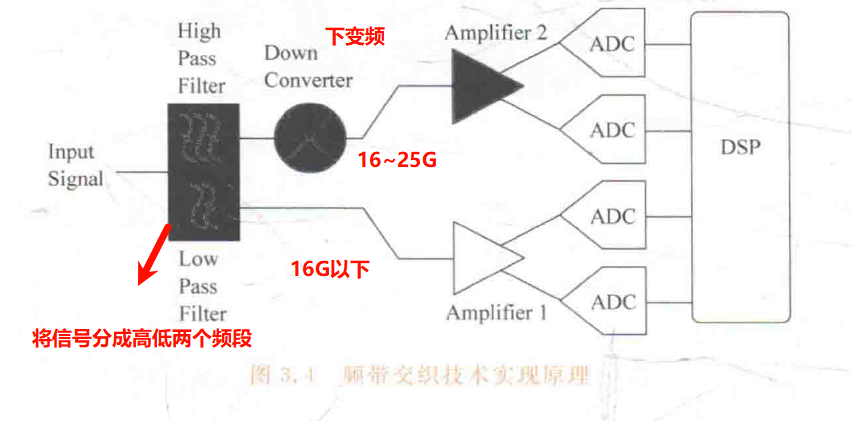 High
Pass
Filter
Down
Converter
下变频
Amplifier 2
ADC
ADC
16~25G
DSP
Input
Signal
ADC
16G以下
Low
Pass
Filter
Amplifier 1
ADC
将信号分成高低两个频段
图 3.4 频带交织技术实现原理